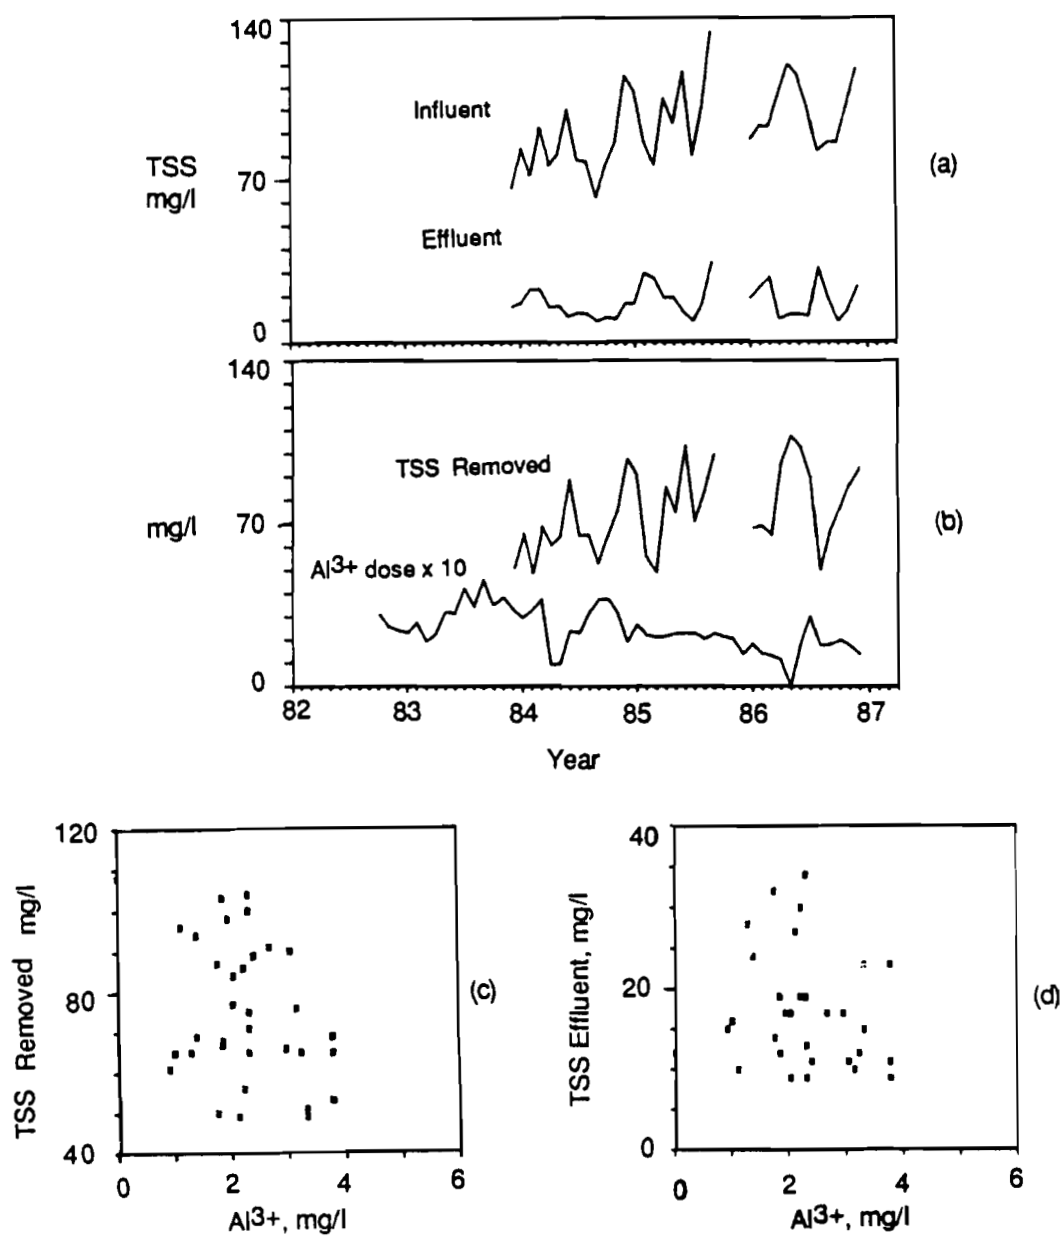 140
Influent
TSS
mg/l
70
(a)
Effluent
0
140
TSS Removed
mg/l
70
(b)
Al3+ dose x 10
0
82 83 84 85 86 87
Year
120
TSS Removed mg/l
80
(c)
40
0 2 4 6
Al3+, mg/l
40
TSS Effluent, mg/l
20
(d)
0
0 2 4 6
Al3+, mg/l